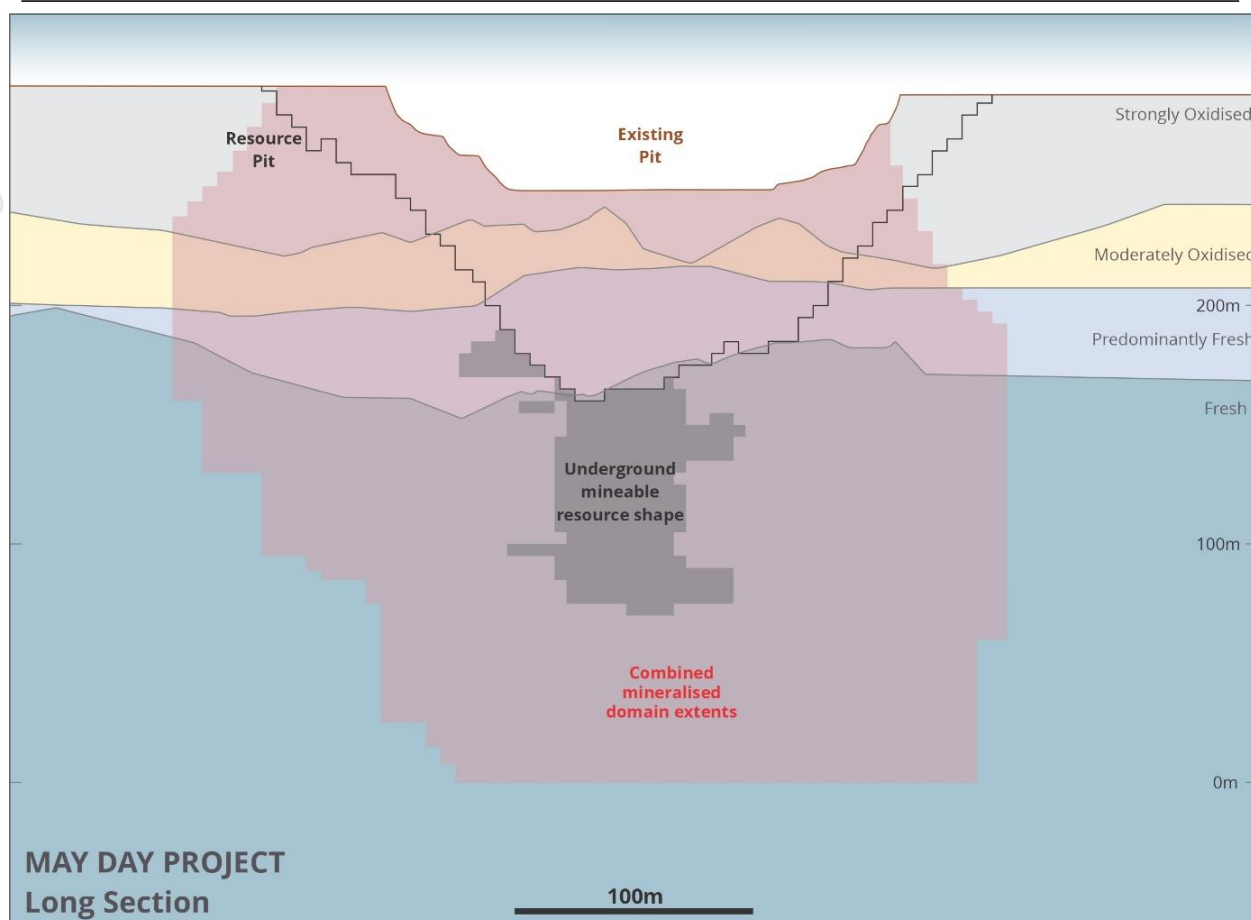 Strongly Oxidised
Existing
Pit
Resource
Pit
Moderately Oxidised
200m
Predominantly Fresh
Fresh
Underground
mineable
resource shape
100m
Combined
mineralised
domain extents
0m
MAY DAY PROJECT
Long Section
100m